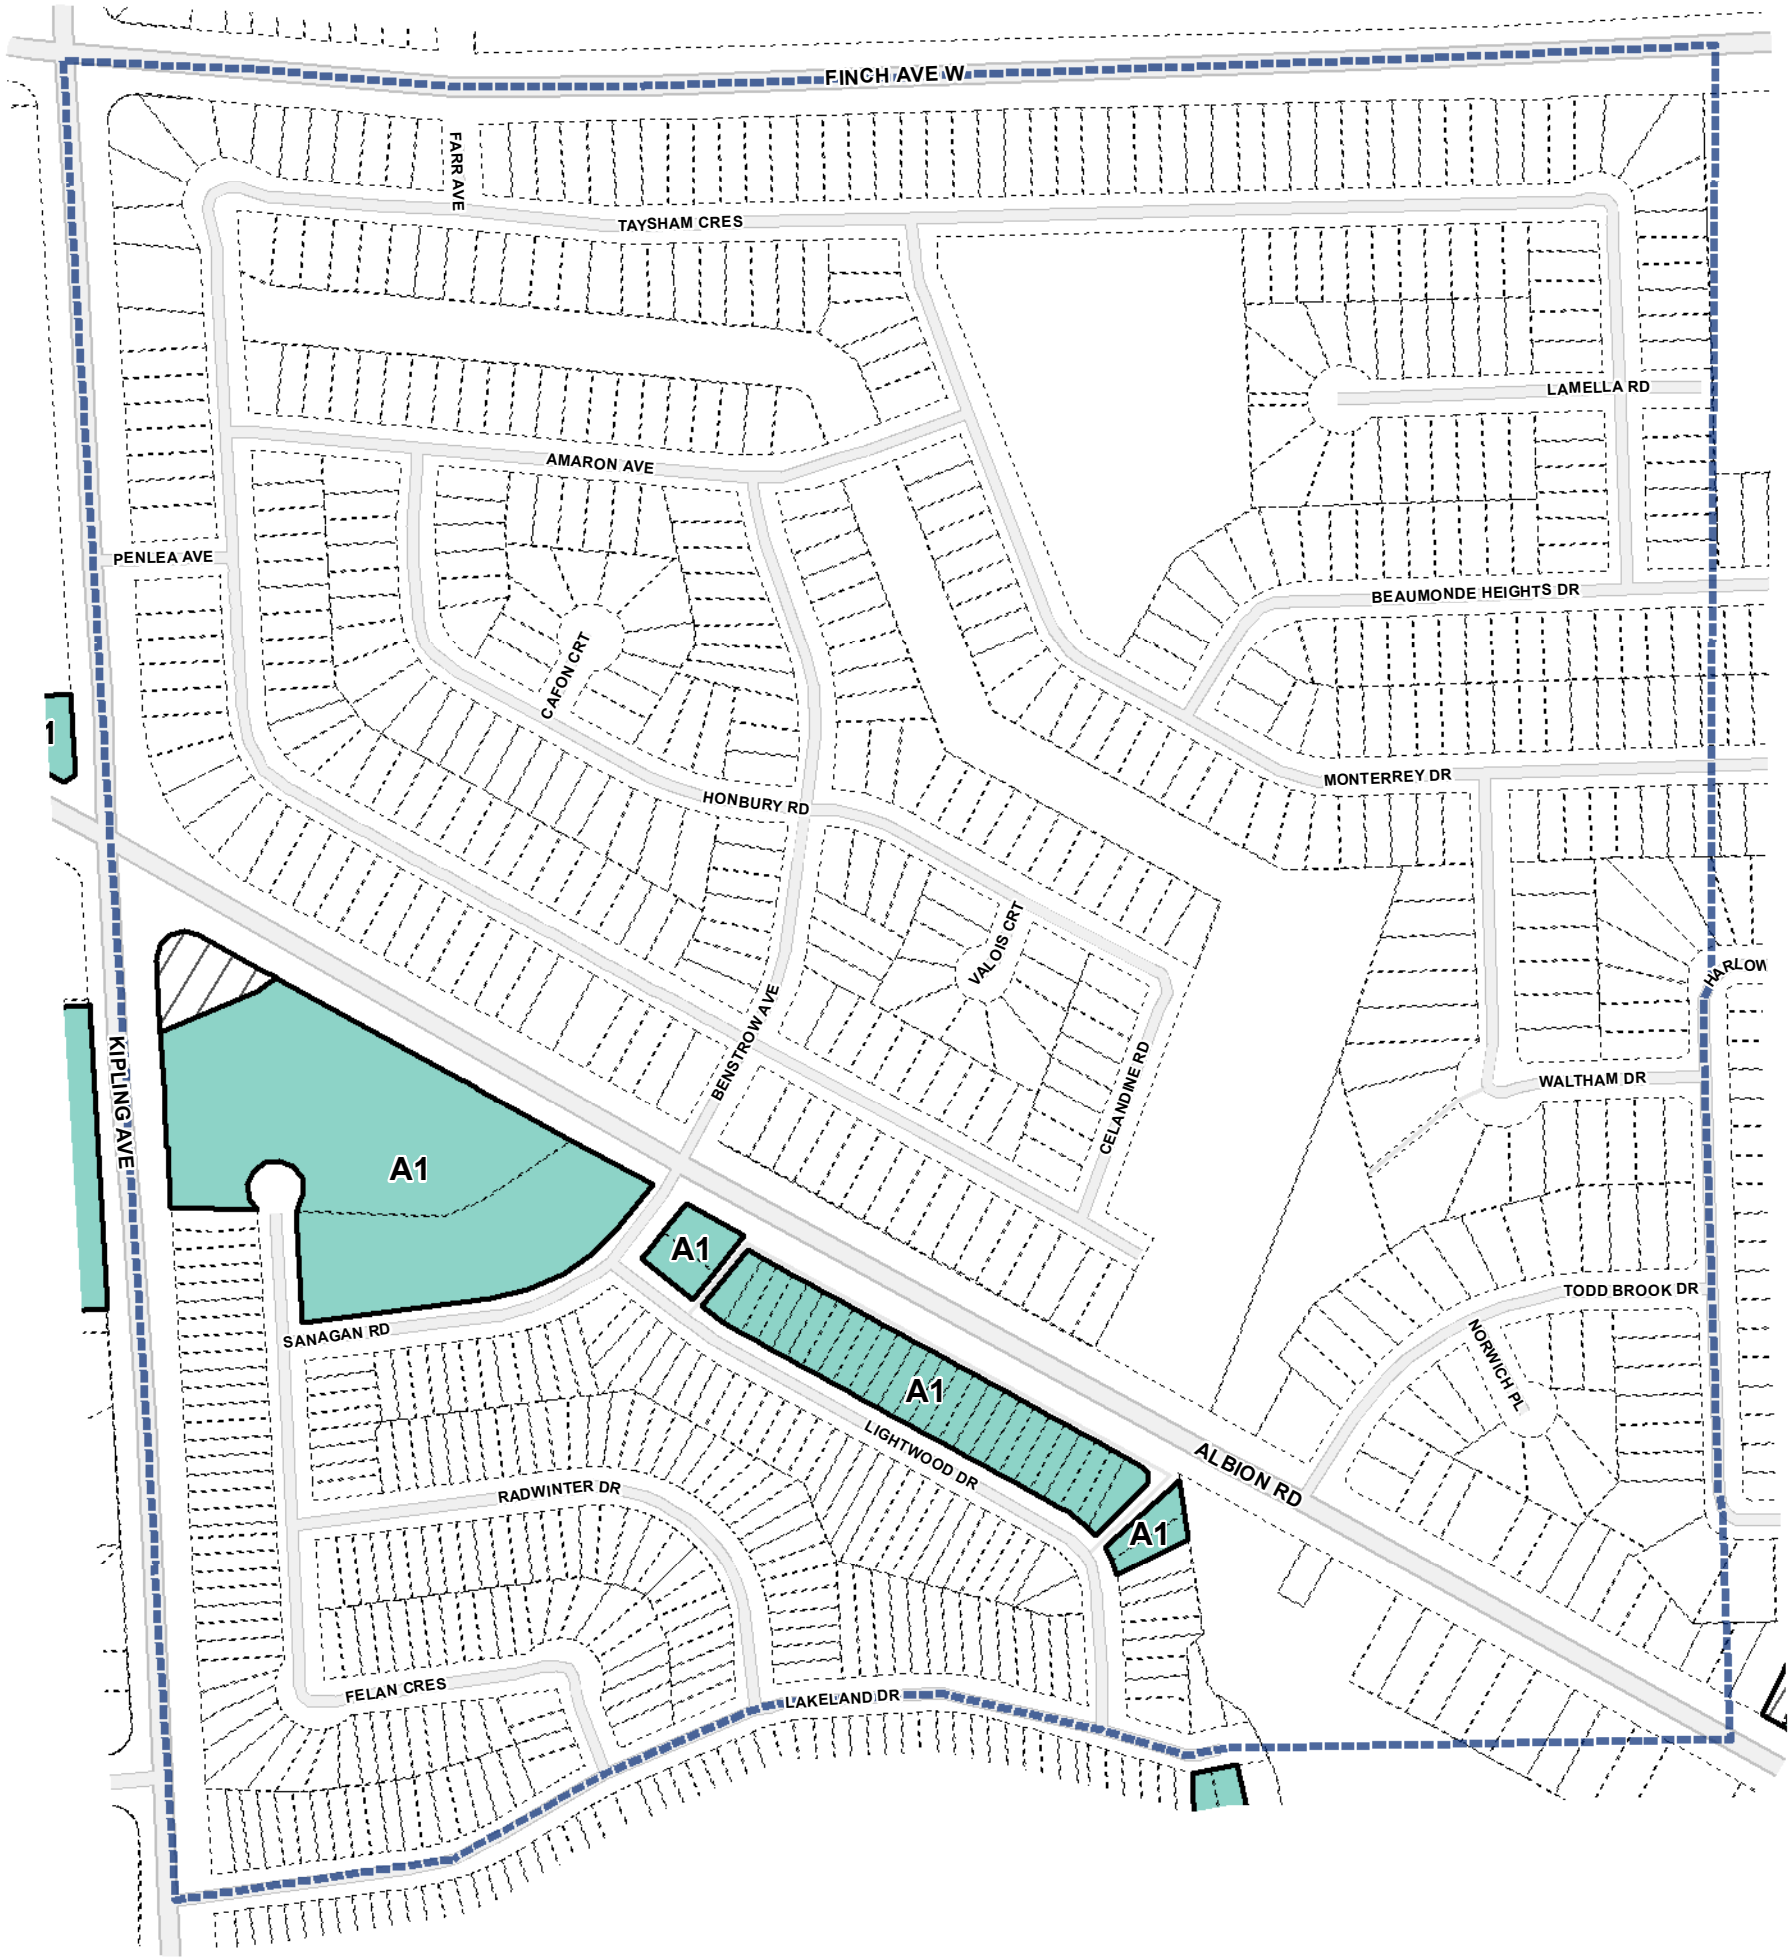 FINCH AVE W
FARR AVE
TAYSHAM CRES
LAMELLA RD
AMARON AVE
PENLEA AVE
BEAUMONDE HEIGHTS DR
CAFON CRT
1
MONTERREY DR
HONBURY RD
VALOIS CRT
HARLOW
BENSTROW AVE
KIPLING AVE
CELANDINE RD
WALTHAM DR
A1
A1
TODD BROOK DR
SANAGAN RD
NORWICH PL
A1
LIGHTWOOD DR
ALBION RD
RADWINTER DR
A1
FELAN CRES
LAKELAND DR